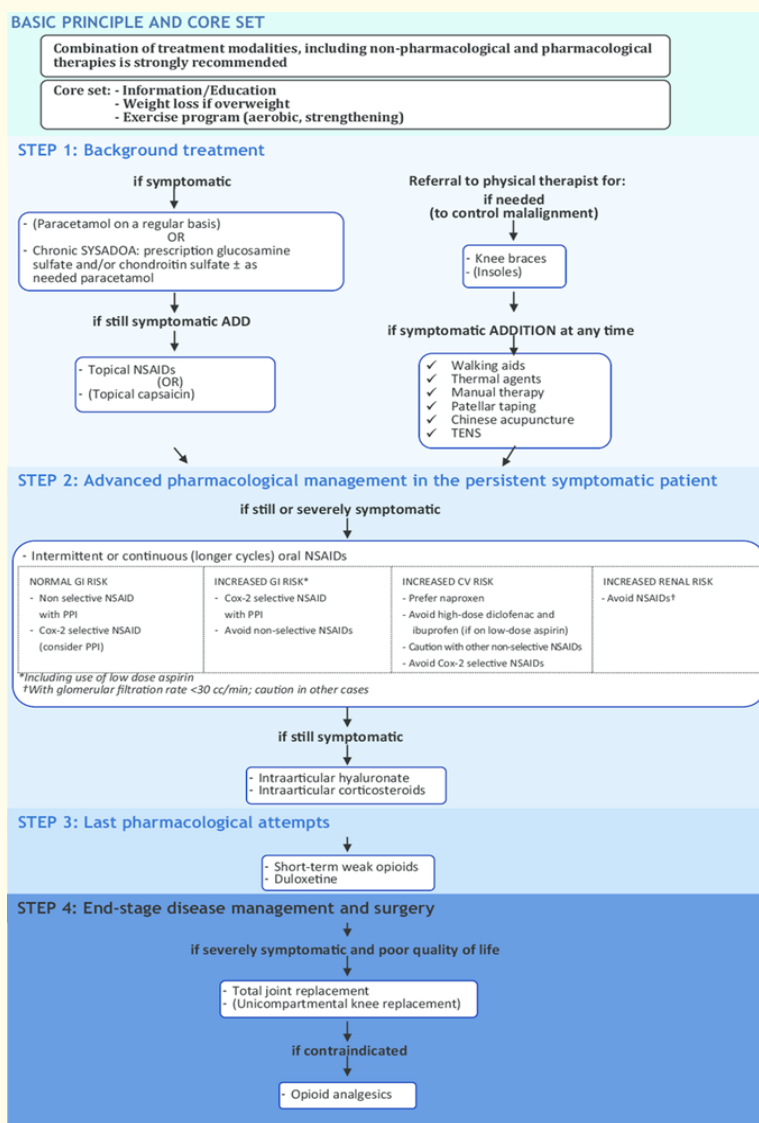 BASIC PRINCIPLE AND CORE SET
Combination of treatment modalities, including non-pharmacological and pharmacological
therapies is strongly recommended
Core set: - Information/Education
- Weight loss if overweight
- Exercise program (aerobic, strengthening)
STEP 1: Background treatment
if symptomatic
- (Paracetamol on a regular basis)
OR
- Chronic SYSADOA: prescription glucosamine
sulfate and/or chondroitin sulfate ± as
needed paracetamol
if still symptomatic ADD
- Topical NSAIDs
(OR)
- (Topical capsaicin)
Referral to physical therapist for:
if needed
(to control malalignment)
- Knee braces
- (Insoles)
if symptomatic ADDITION at any time
✓ Walking aids
✓ Thermal agents
✓ Manual therapy
✓ Patellar taping
✓ Chinese acupuncture
✓ TENS
STEP 2: Advanced pharmacological management in the persistent symptomatic patient
if still or severely symptomatic
- Intermittent or continuous (longer cycles) oral NSAIDs
NORMAL GI RISK
- Non selective NSAID
with PPI
- Cox-2 selective NSAID
(consider PPI)
INCREASED GI RISK*
- Cox-2 selective NSAID
with PPI
- Avoid non-selective NSAIDs
INCREASED CV RISK
- Prefer naproxen
- Avoid high-dose diclofenac and
ibuprofen (if on low-dose aspirin)
- Caution with other non-selective NSAIDs
- Avoid Cox-2 selective NSAIDs
INCREASED RENAL RISK
- Avoid NSAIDs†
*Including use of low dose aspirin
†With glomerular filtration rate <30 cc/min; caution in other cases
if still symptomatic
- Intraarticular hyaluronate
- Intraarticular corticosteroids
STEP 3: Last pharmacological attempts
- Short-term weak opioids
- Duloxetine
STEP 4: End-stage disease management and surgery
if severely symptomatic and poor quality of life
- Total joint replacement
- (Unicompartmental knee replacement)
if contraindicated
- Opioid analgesics